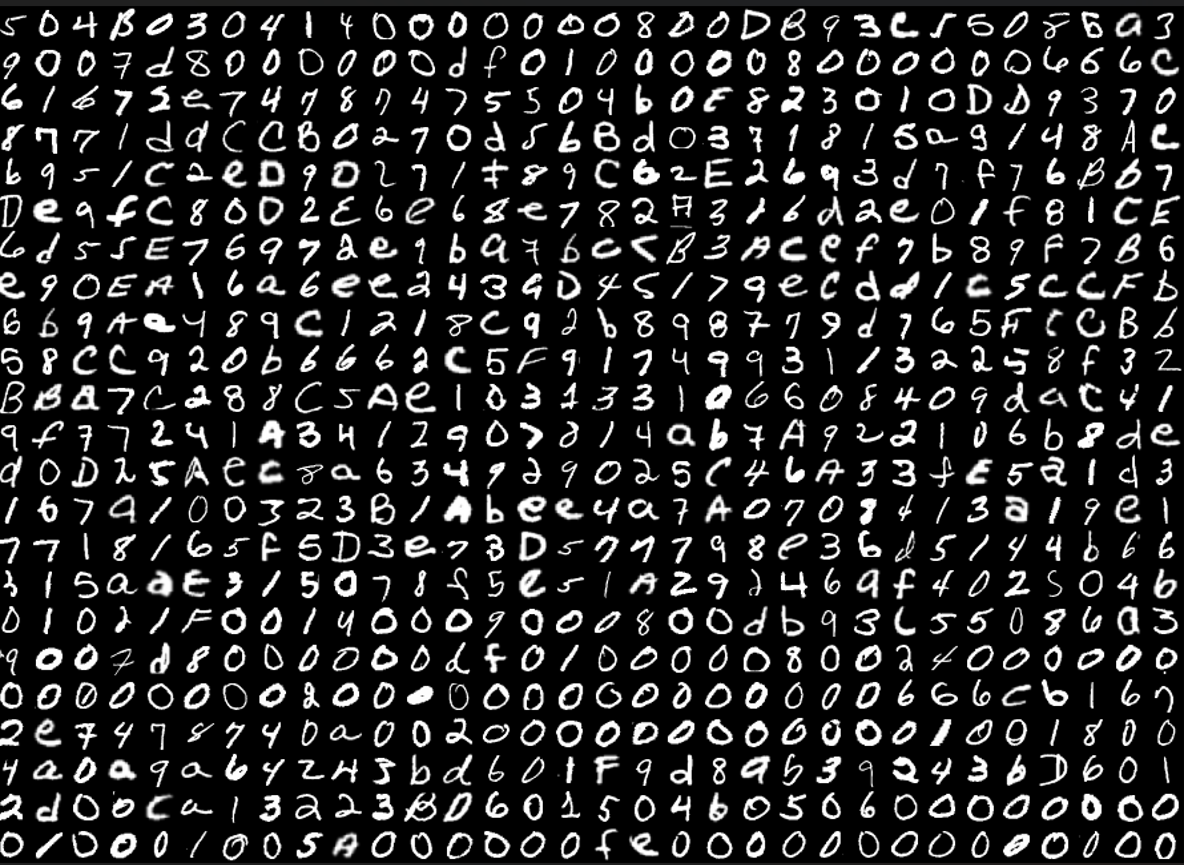 5 0 4 B 0 3 0 4 1 4 0 0 0 0 0 0 0 8 0 0 D B 9 3 C 5 5 0 8 6 a 3
9 0 0 7 d 8 0 0 0 0 0 0 d f 0 1 0 0 0 0 0 8 0 0 0 0 0 0 6 6 6 C
6 1 6 7 2 e 7 4 7 8 7 4 7 5 5 0 4 b 0 E 8 2 3 0 1 0 D D 9 3 7 0
8 7 7 1 d d C C B 0 2 7 0 d 5 6 B d 0 3 7 1 8 1 5 a 9 1 4 8 A C
6 9 5 1 C 2 e D 9 D 2 7 1 f 8 9 C 6 2 E 2 6 9 3 d 7 f 7 6 B b 7
D e 9 f C 8 0 D 2 E 6 e 6 8 e 7 8 2 A 3 1 6 d 2 e 0 1 f 8 1 C E
6 d 5 5 E 7 6 9 7 2 e 9 b a 7 6 C C B 3 A C e f 7 b 8 9 F 7 B 6
e 9 0 E A 1 6 a 6 e e 2 4 3 9 D 4 5 1 7 9 e C d d 1 C 5 C C F b
6 b 9 A e 4 8 9 C 1 2 1 8 C 9 2 b 8 9 8 7 7 9 d 7 6 5 F C C B b
5 8 C C 9 2 0 b 6 6 6 2 C 5 F 9 1 7 4 9 9 3 1 1 3 2 2 5 8 f 3 2
B B a 7 C 2 8 8 C 5 A e 1 0 3 1 3 3 1 0 6 6 0 8 4 0 9 d a C 4 1
9 f 7 7 2 4 1 A 3 4 1 2 9 0 7 8 1 4 a b 7 A 9 2 2 1 0 6 b 8 d e
d 0 D 2 5 A e C 8 a 6 3 4 9 2 9 0 2 5 C 4 6 A 3 3 f E 5 a 1 d 3
1 6 7 a 1 0 0 3 2 3 B 1 A b e e 4 a 7 A 0 7 0 8 4 1 3 a 1 9 e 1
7 7 1 8 1 6 5 F 5 D 3 e 7 3 D 5 7 7 7 9 8 e 3 6 d 5 1 4 4 b 6 6
3 1 5 a a E 3 1 5 0 7 8 f 5 e 5 1 A 2 9 2 4 6 9 f 4 0 2 5 0 4 b
0 1 0 2 1 F 0 0 1 4 0 0 0 9 0 0 0 8 0 0 d b 9 3 C 5 5 0 8 6 a 3
9 0 0 7 d 8 0 0 0 0 0 0 d f 0 1 0 0 0 0 0 8 0 0 2 4 0 0 0 0 0 0
0 0 0 0 0 0 0 0 2 0 0 0 0 0 0 0 0 0 0 0 0 0 0 0 6 6 6 C 6 1 6 7
2 e 7 4 7 8 7 4 0 a 0 0 2 0 0 0 0 0 0 0 0 0 0 0 0 1 0 0 1 8 0 0
4 a 0 a 9 a 6 4 2 A 3 b d 6 0 1 F 9 d 8 9 b 3 9 2 4 3 b D 6 0 1
2 d 0 0 C a 1 3 2 2 3 B D 6 0 1 5 0 4 b 0 5 0 6 0 0 0 0 0 0 0 0
0 1 0 0 0 1 0 0 5 A 0 0 0 0 0 0 f e 0 0 0 0 0 0 0 0 0 0 0 0 0 0